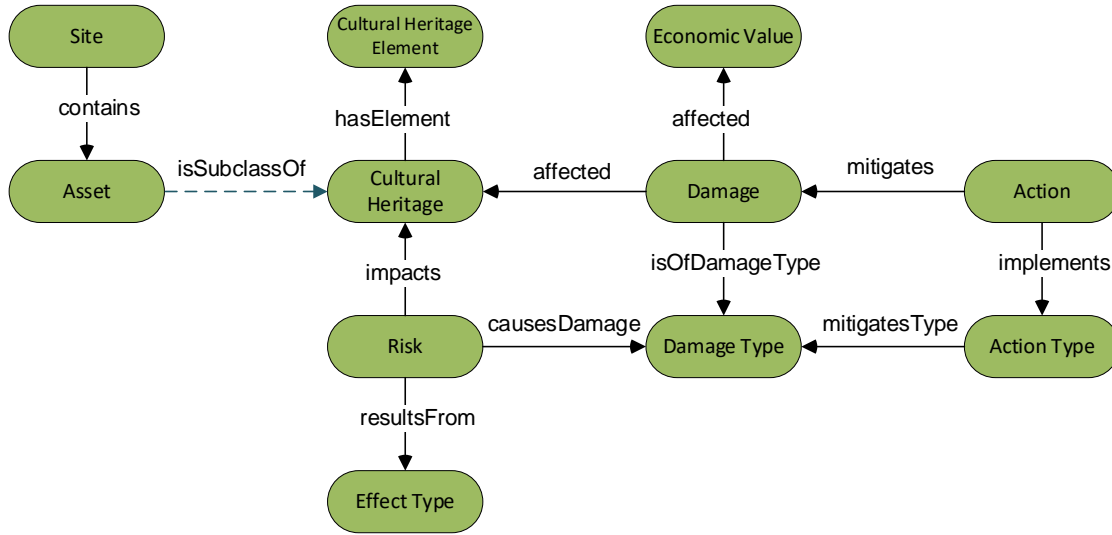 Site
Cultural Heritage
Element
Economic Value
contains
hasElement
affected
isSubclassOf
affected
mitigates
Asset
Cultural
Heritage
Damage
Action
impacts
isOfDamageType
implements
causesDamage
mitigatesType
Risk
Damage Type
Action Type
resultsFrom
Effect Type